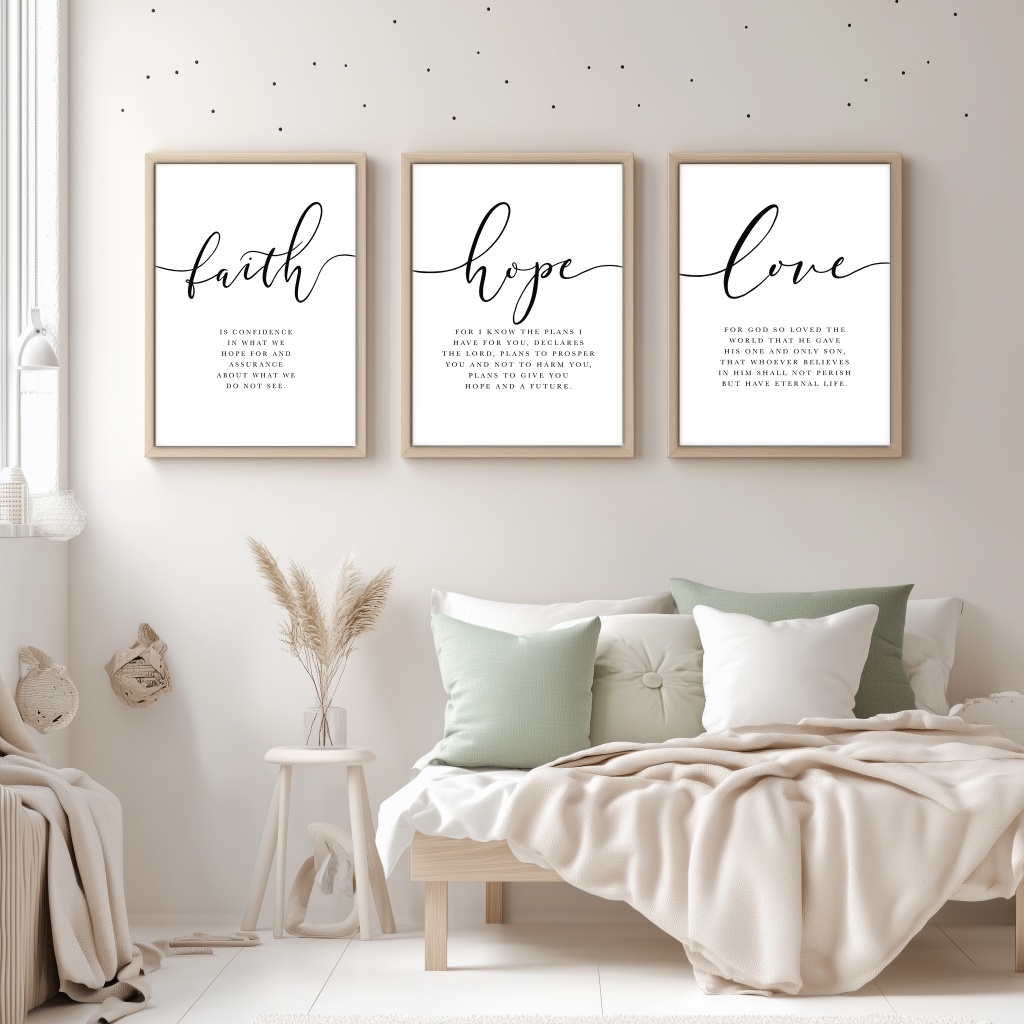 faith
IS CONFIDENCE
IN WHAT WE
HOPE FOR AND
ASSURANCE
ABOUT WHAT WE
DO NOT SEE.
hope
FOR I KNOW THE PLANS I
HAVE FOR YOU, DECLARES
THE LORD, PLANS TO PROSPER
YOU AND NOT TO HARM YOU,
PLANS TO GIVE YOU
HOPE AND A FUTURE.
love
FOR GOD SO LOVED THE
WORLD THAT HE GAVE
HIS ONE AND ONLY SON,
THAT WHOEVER BELIEVES
IN HIM SHALL NOT PERISH
BUT HAVE ETERNAL LIFE.